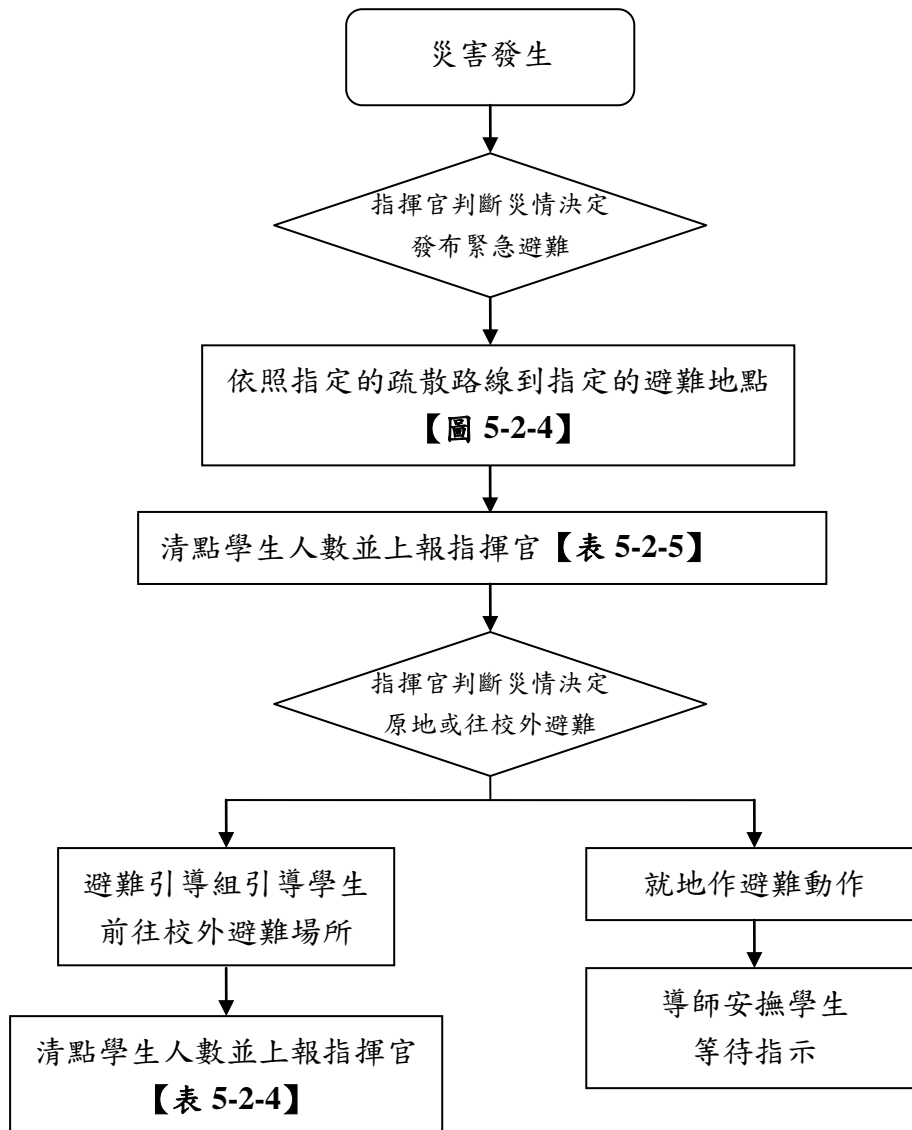 災害發生
指揮官判斷災情決定
發布緊急避難
依照指定的疏散路線到指定的避難地點
【圖 5-2-4】
清點學生人數並上報指揮官【表 5-2-5】
指揮官判斷災情決定
原地或往校外避難
避難引導組引導學生
前往校外避難場所
清點學生人數並上報指揮官
【表 5-2-4】
就地作避難動作
導師安撫學生
等待指示